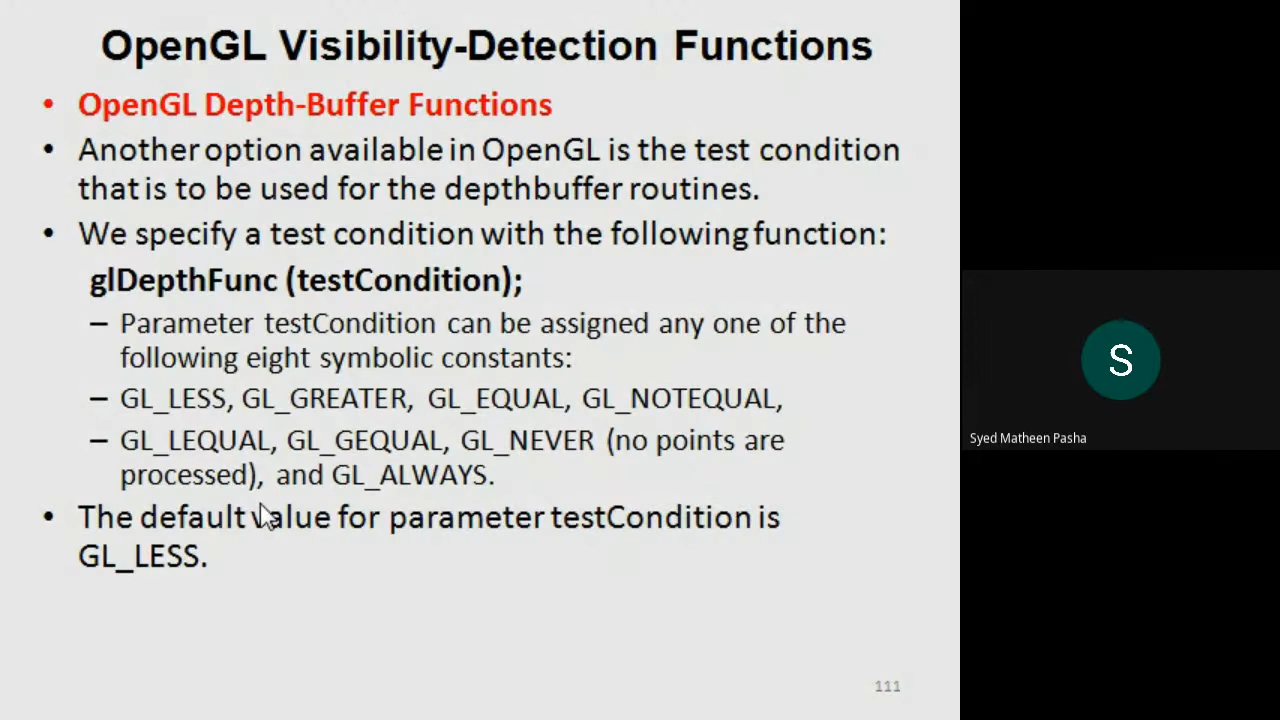 OpenGL Visibility-Detection Functions
• OpenGL Depth-Buffer Functions
• Another option available in OpenGL is the test condition
that is to be used for the depthbuffer routines.
• We specify a test condition with the following function:
glDepthFunc (testCondition);
– Parameter testCondition can be assigned any one of the
following eight symbolic constants:
– GL_LESS, GL_GREATER, GL_EQUAL, GL_NOTEQUAL,
– GL_LEQUAL, GL_GEQUAL, GL_NEVER (no points are
processed), and GL_ALWAYS.
• The default value for parameter testCondition is
GL_LESS.
111
S
Syed Matheen Pasha